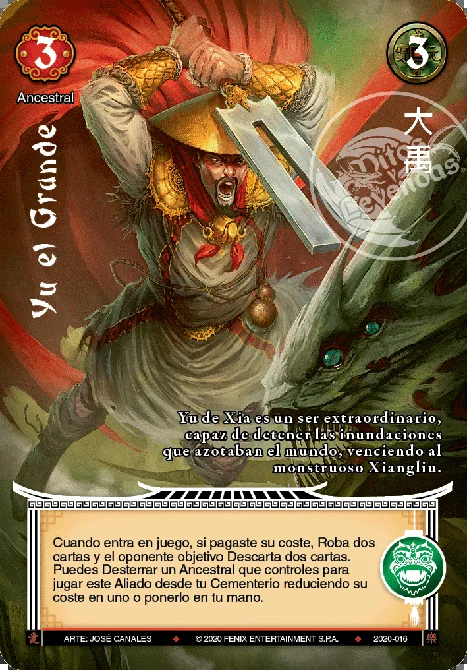 3
3
Ancestral
Yu el Grande
大禹
Mitos y Leyendas
Yu de Xia es un ser extraordinario,
capaz de detener las inundaciones
que azotaban el mundo, venciendo al
monstruoso Xiangliu.
Cuando entra en juego, si pagaste su coste, Roba dos
cartas y el oponente objetivo Descarta dos cartas.
Puedes Desterrar un Ancestral que controles para
jugar este Aliado desde tu Cementerio reduciendo su
coste en uno o ponerlo en tu mano.
ARTE: JOSÉ CANALES ♦ © 2020 FENIX ENTERTAINMENT S.P.A. ♦ 2020-016